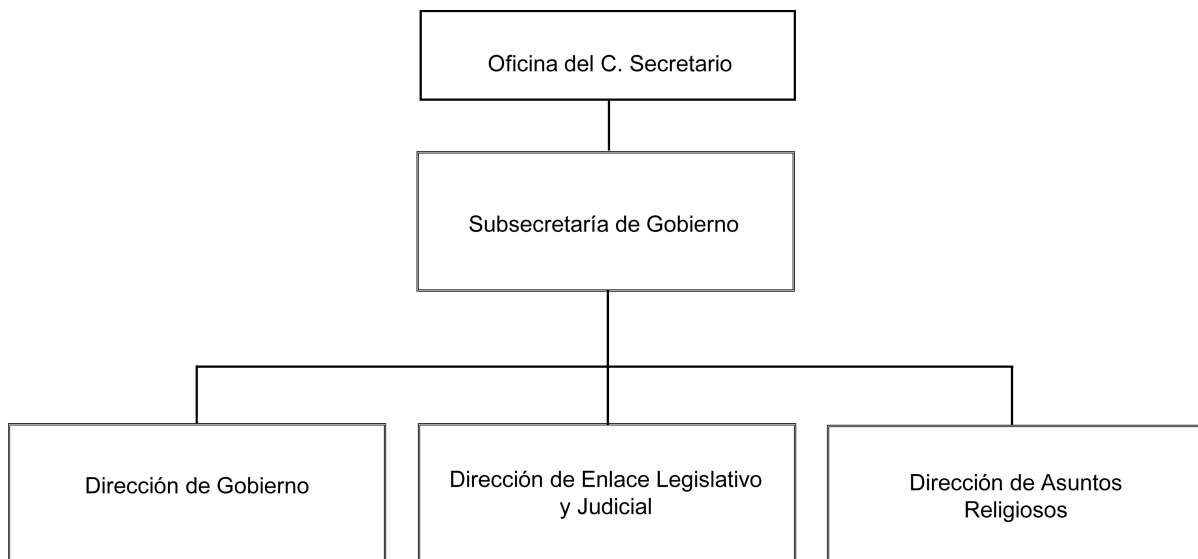 Oficina del C. Secretario
Subsecretaría de Gobierno
Dirección de Gobierno
Dirección de Enlace Legislativo
y Judicial
Dirección de Asuntos
Religiosos